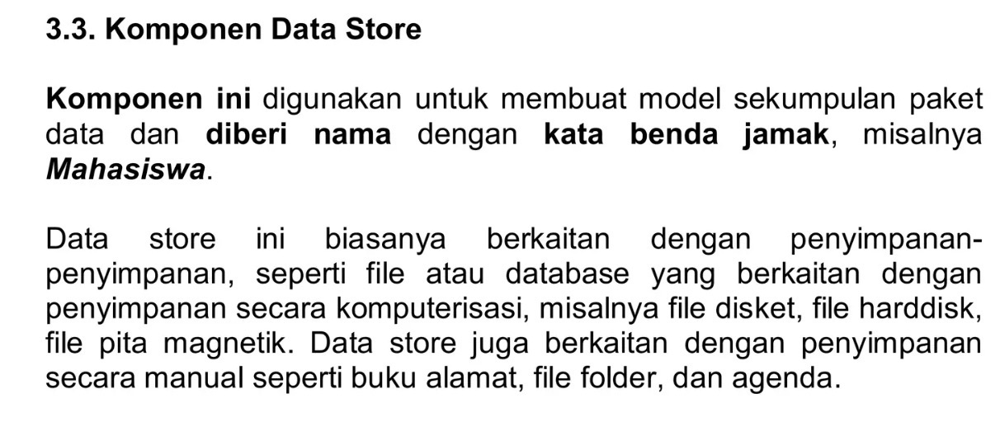 3.3. Komponen Data Store
Komponen ini digunakan untuk membuat model sekumpulan paket
data dan diberi nama dengan kata benda jamak, misalnya
Mahasiswa.
Data store ini biasanya berkaitan dengan penyimpanan-
penyimpanan, seperti file atau database yang berkaitan dengan
penyimpanan secara komputerisasi, misalnya file disket, file harddisk,
file pita magnetik. Data store juga berkaitan dengan penyimpanan
secara manual seperti buku alamat, file folder, dan agenda.